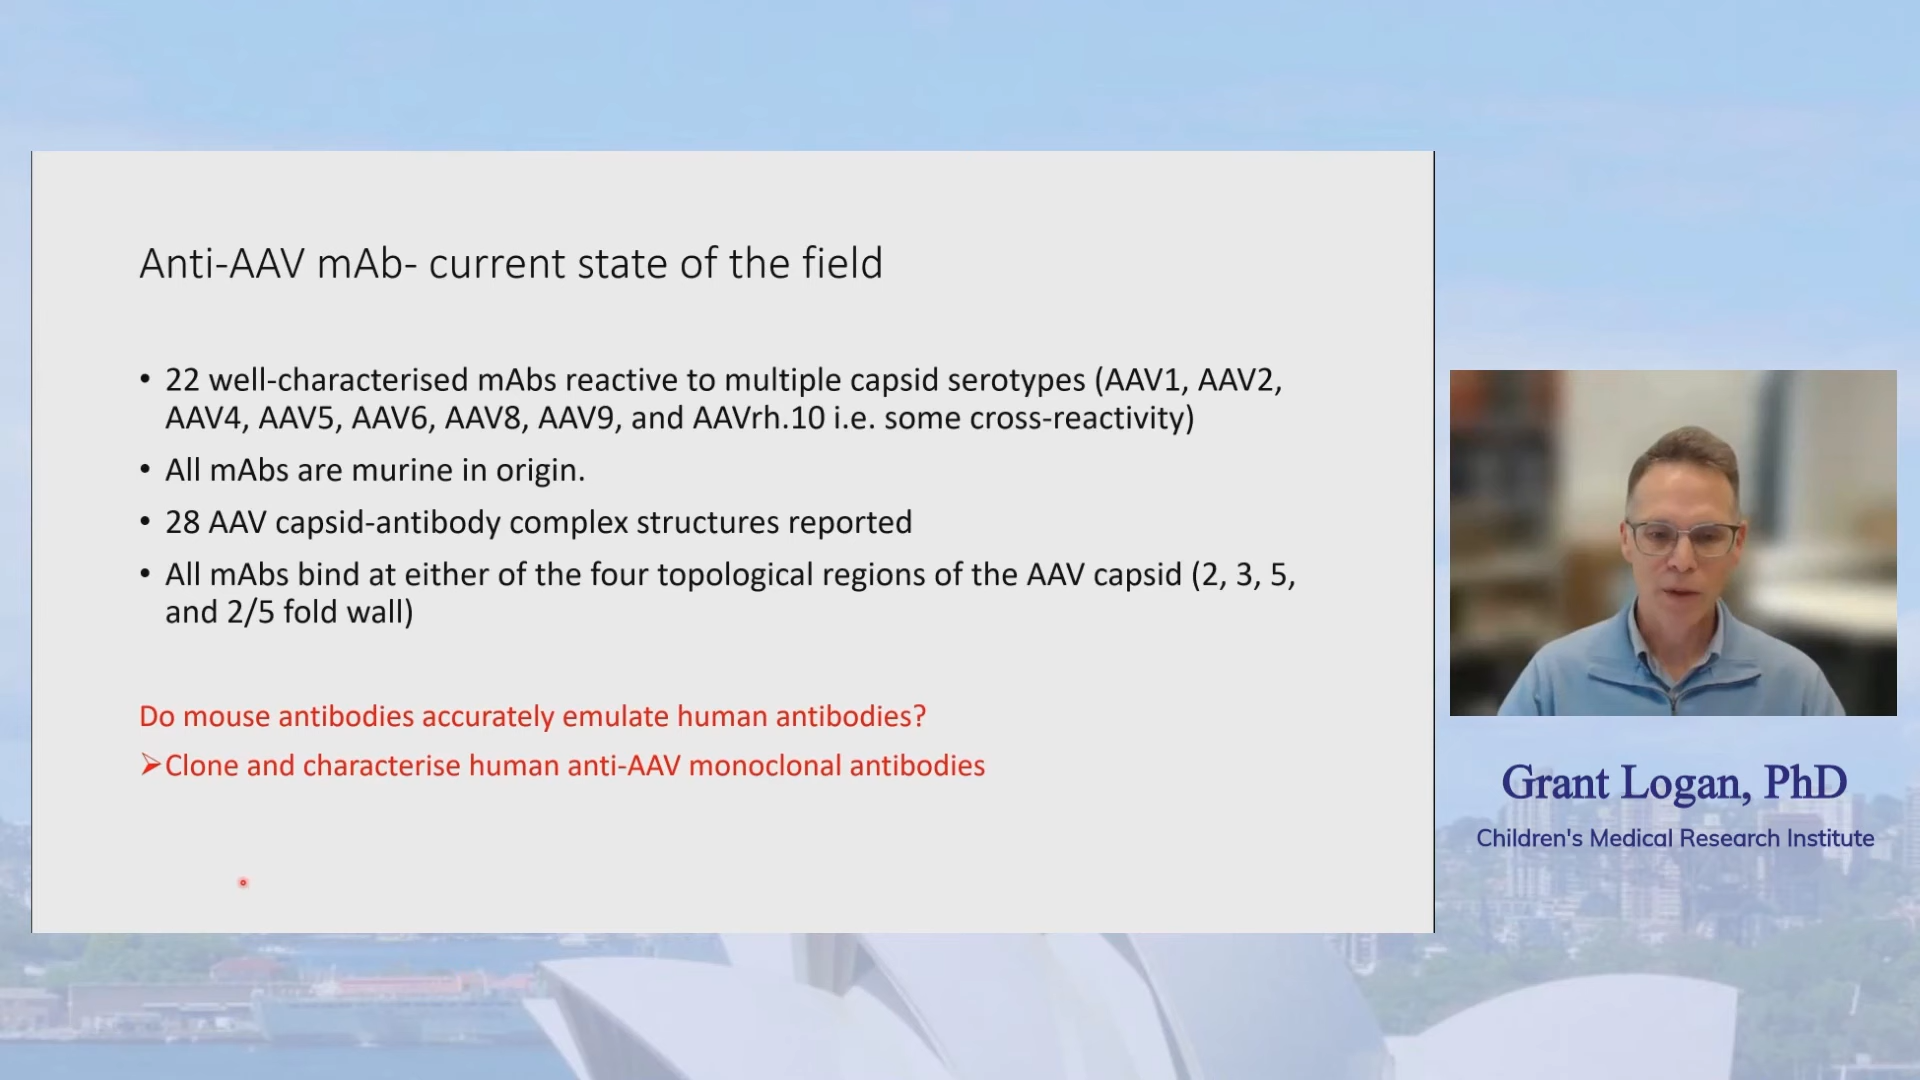 Anti-AAV mAb- current state of the field
• 22 well-characterised mAbs reactive to multiple capsid serotypes (AAV1, AAV2,
AAV4, AAV5, AAV6, AAV8, AAV9, and AAVrh.10 i.e. some cross-reactivity)
• All mAbs are murine in origin.
• 28 AAV capsid-antibody complex structures reported
• All mAbs bind at either of the four topological regions of the AAV capsid (2, 3, 5,
and 2/5 fold wall)
Do mouse antibodies accurately emulate human antibodies?
➢Clone and characterise human anti-AAV monoclonal antibodies
Grant Logan, PhD
Children's Medical Research Institute